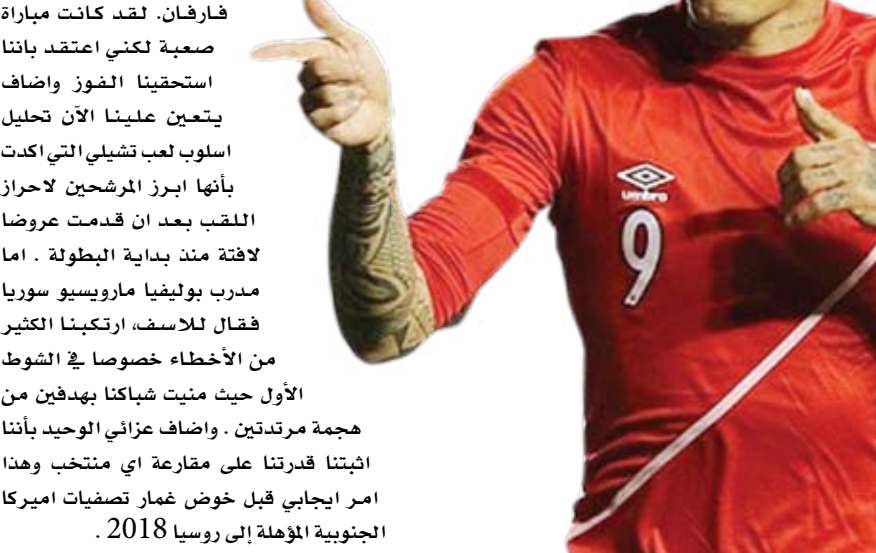 فارفان. لقد كانت مباراة
صعبة لكني اعتقد باننا
استحقينا الفوز واضاف
يتعين علينا الآن تحليل
اسلوب لعب تشيلي التي اكدت
بأنها ابرز المرشحين لاحراز
اللقب بعد ان قدمت عروضا
لافتة منذ بداية البطولة . اما
مدرب بوليفيا مارويسيو سوريا
فقال للاسف، ارتكبنا الكثير
من الأخطاء خصوصا في الشوط
الأول حيث منيت شباكنا بهدفين من
هجمة مرتدتين . واضاف عزائي الوحيد بأننا
اثبتنا قدرتنا على مقارعة اي منتخب وهذا
امر ايجابي قبل خوض غمار تصفيات اميركا
الجنوبية المؤهلة إلى روسيا 2018 .
umbro
9